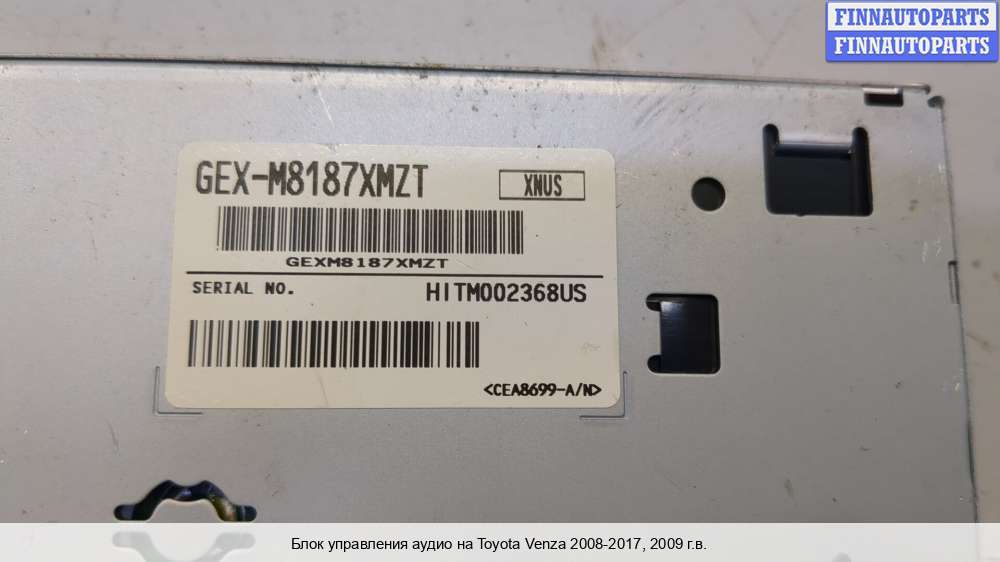 FINNAUTOPARTS
FINNAUTOPARTS
GEX-M8187XMZT
XNUS
GEXM8187XMZT
SERIAL NO.
HITM002368US
<CEA8699-A/N>
Блок управления аудио на Toyota Venza 2008-2017, 2009 г.в.